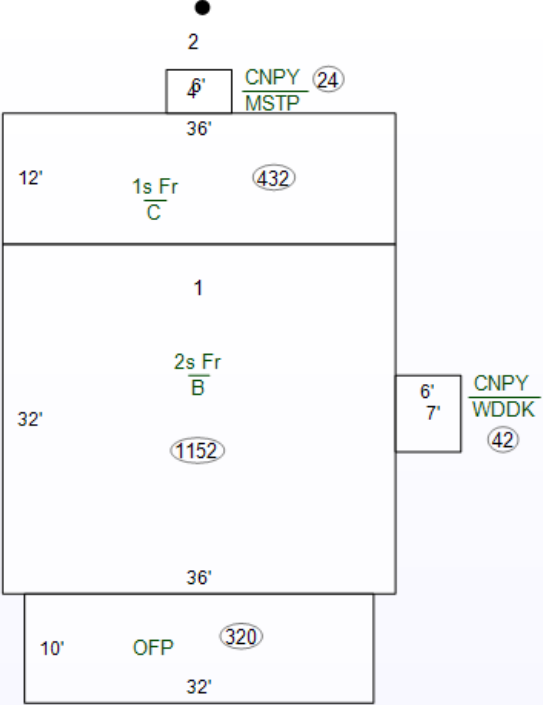 2
4' 6'
CNPY 24
MSTP
36'
12'
432
1s Fr
C
1
2s Fr
B
32'
1152
6'
7'
CNPY
WDDK
42
36'
10'
OFP
320
32'